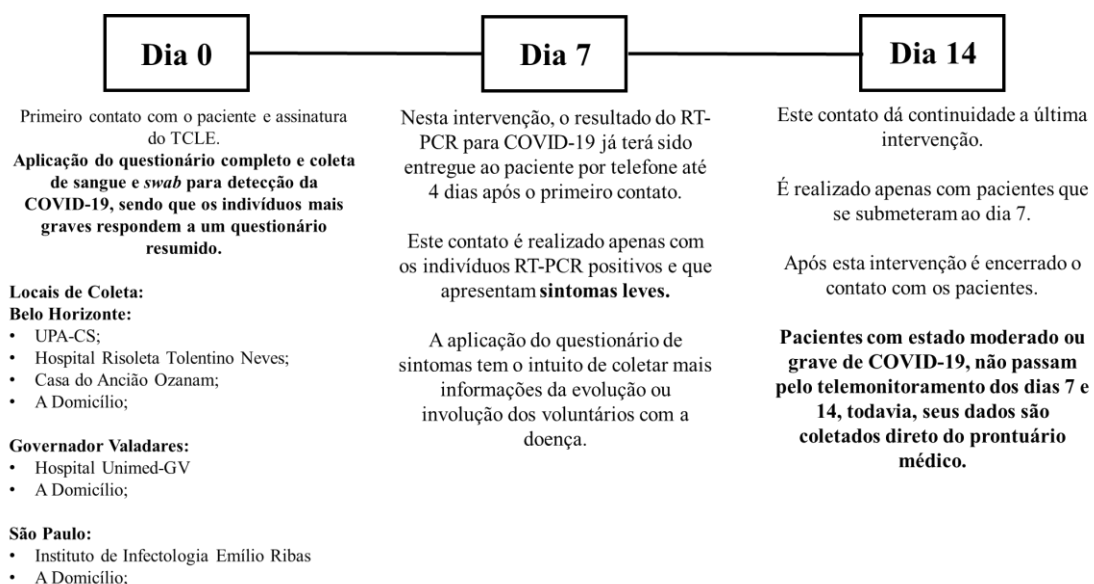 Dia 0
Primeiro contato com o paciente e assinatura
do TCLE.
Aplicação do questionário completo e coleta
de sangue e swab para detecção da
COVID-19, sendo que os indivíduos mais
graves respondem a um questionário
resumido.
Locais de Coleta:
Belo Horizonte:
• UPA-CS;
• Hospital Risoleta Tolentino Neves;
• Casa do Ancião Ozanam;
• A Domicílio;
Governador Valadares:
• Hospital Unimed-GV
• A Domicílio;
São Paulo:
• Instituto de Infectologia Emílio Ribas
• A Domicílio;
Dia 7
Nesta intervenção, o resultado do RT-
PCR para COVID-19 já terá sido
entregue ao paciente por telefone até
4 dias após o primeiro contato.
Este contato é realizado apenas com
os indivíduos RT-PCR positivos e que
apresentam sintomas leves.
A aplicação do questionário de
sintomas tem o intuito de coletar mais
informações da evolução ou
involução dos voluntários com a
doença.
Dia 14
Este contato dá continuidade a última
intervenção.
É realizado apenas com pacientes que
se submeteram ao dia 7.
Após esta intervenção é encerrado o
contato com os pacientes.
Pacientes com estado moderado ou
grave de COVID-19, não passam
pelo telemonitoramento dos dias 7 e
14, todavia, seus dados são
coletados direto do prontuário
médico.